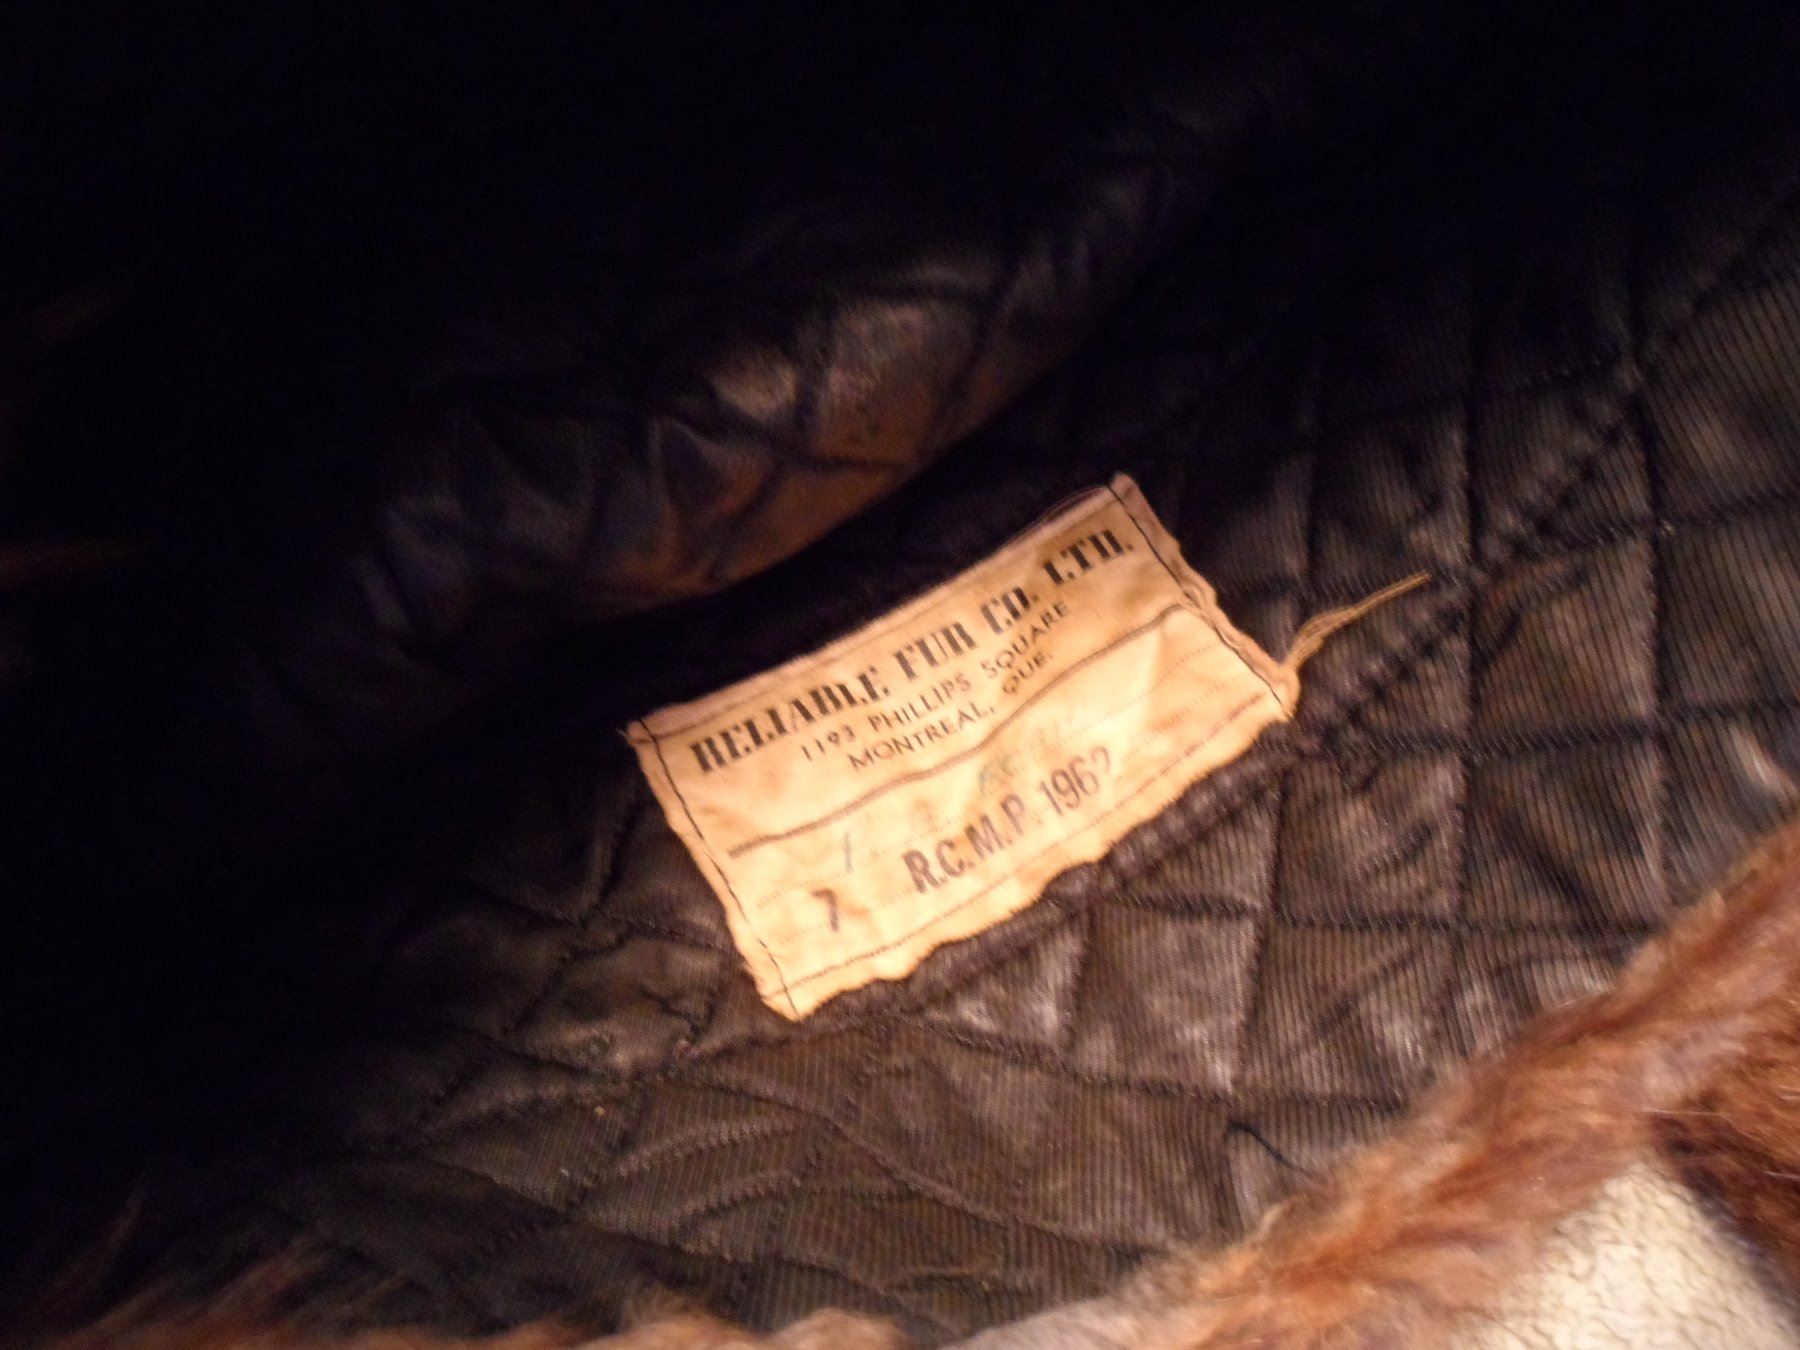 RELIABLE FUR CO. LTD.
1193 PHILLIPS SQUARE
MONTREAL, QUE.
7 R.C.M.P. 1962